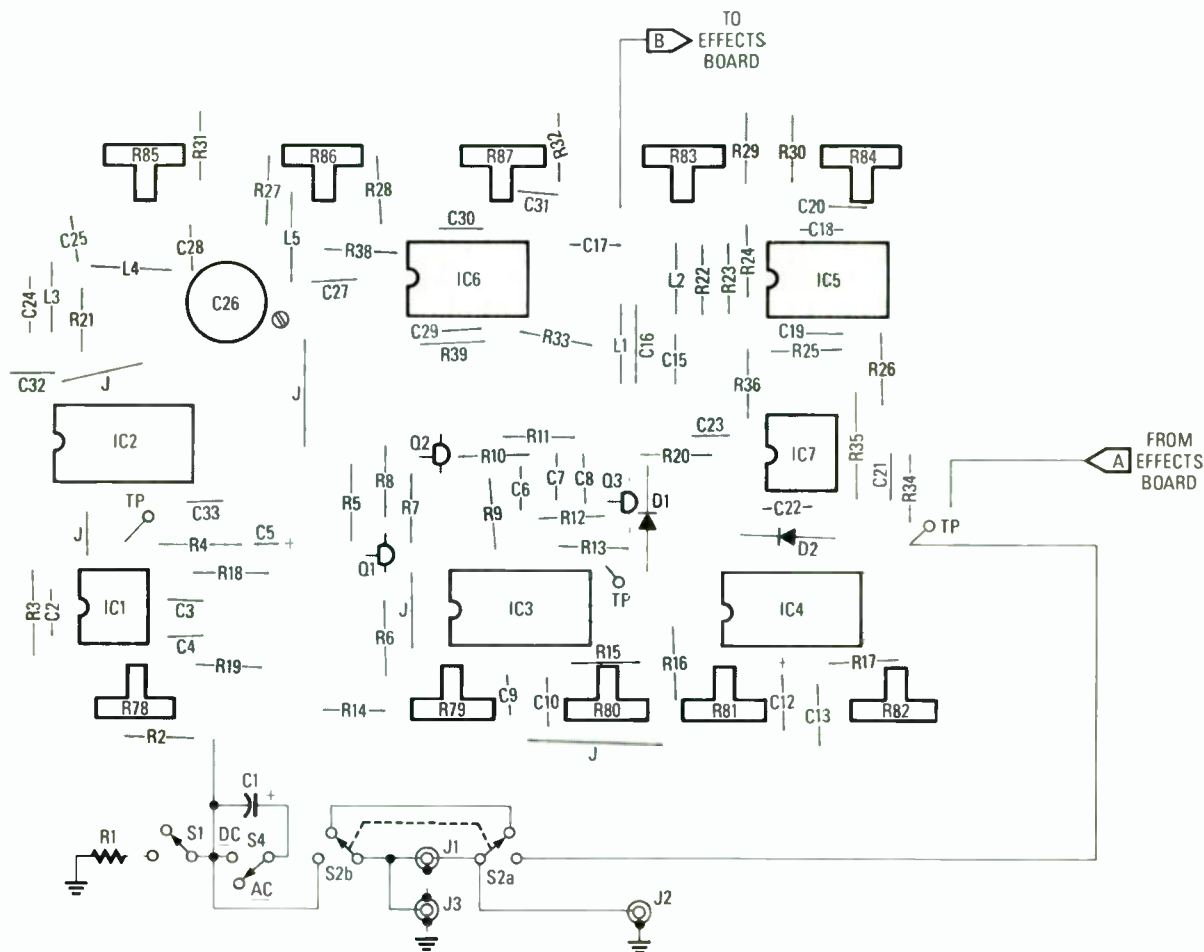 TO
B EFFECTS
BOARD
R31
R85
R86
R87
R32
R83
R29
R30
R84
R27
R28
C31
C20
C30
C25
C28
L5
R38
C17
C18
R24
L4
C24
L3
R21
C26
C27
IC6
L2
R22
R23
IC5
C29
R39
R33
L1
C16
C15
C19
R25
R26
C32
J
J
R36
IC2
Q2
R11
R10
C23
R20
IC7
R35
A
FROM
EFFECTS
BOARD
TP
C33
R5
R8
R7
R9
C6
C7
C8
Q3
D1
C21
R34
C22
R12
TP
J
R4
C5
+
Q1
R13
D2
R18
R3
C2
IC1
C3
C4
J
R6
IC3
TP
IC4
R19
R15
R16
+
R17
R78
R14
R79
C9
C10
R80
R81
C12
C13
R82
R2
J
C1
+
R1
S1
DC
S4
AC
S2b
J1
S2a
J3
J2